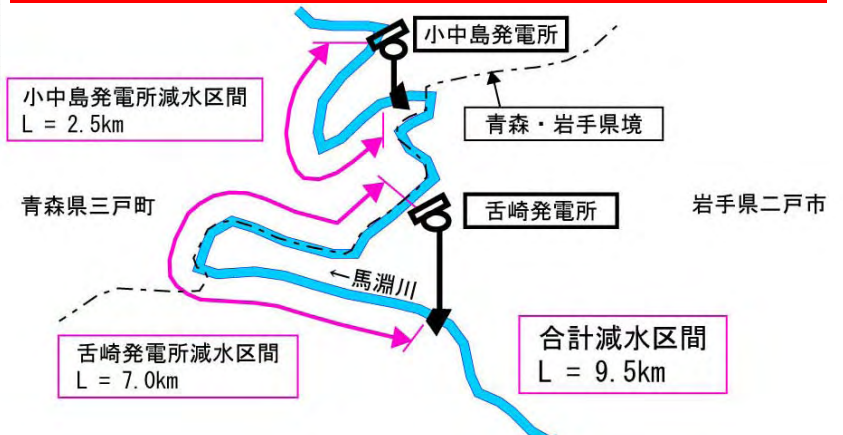 小中島発電所
小中島発電所減水区間
L = 2.5km
青森・岩手県境
青森県三戸町
舌崎発電所
岩手県二戸市
←馬淵川
舌崎発電所減水区間
L = 7.0km
合計減水区間
L = 9.5km